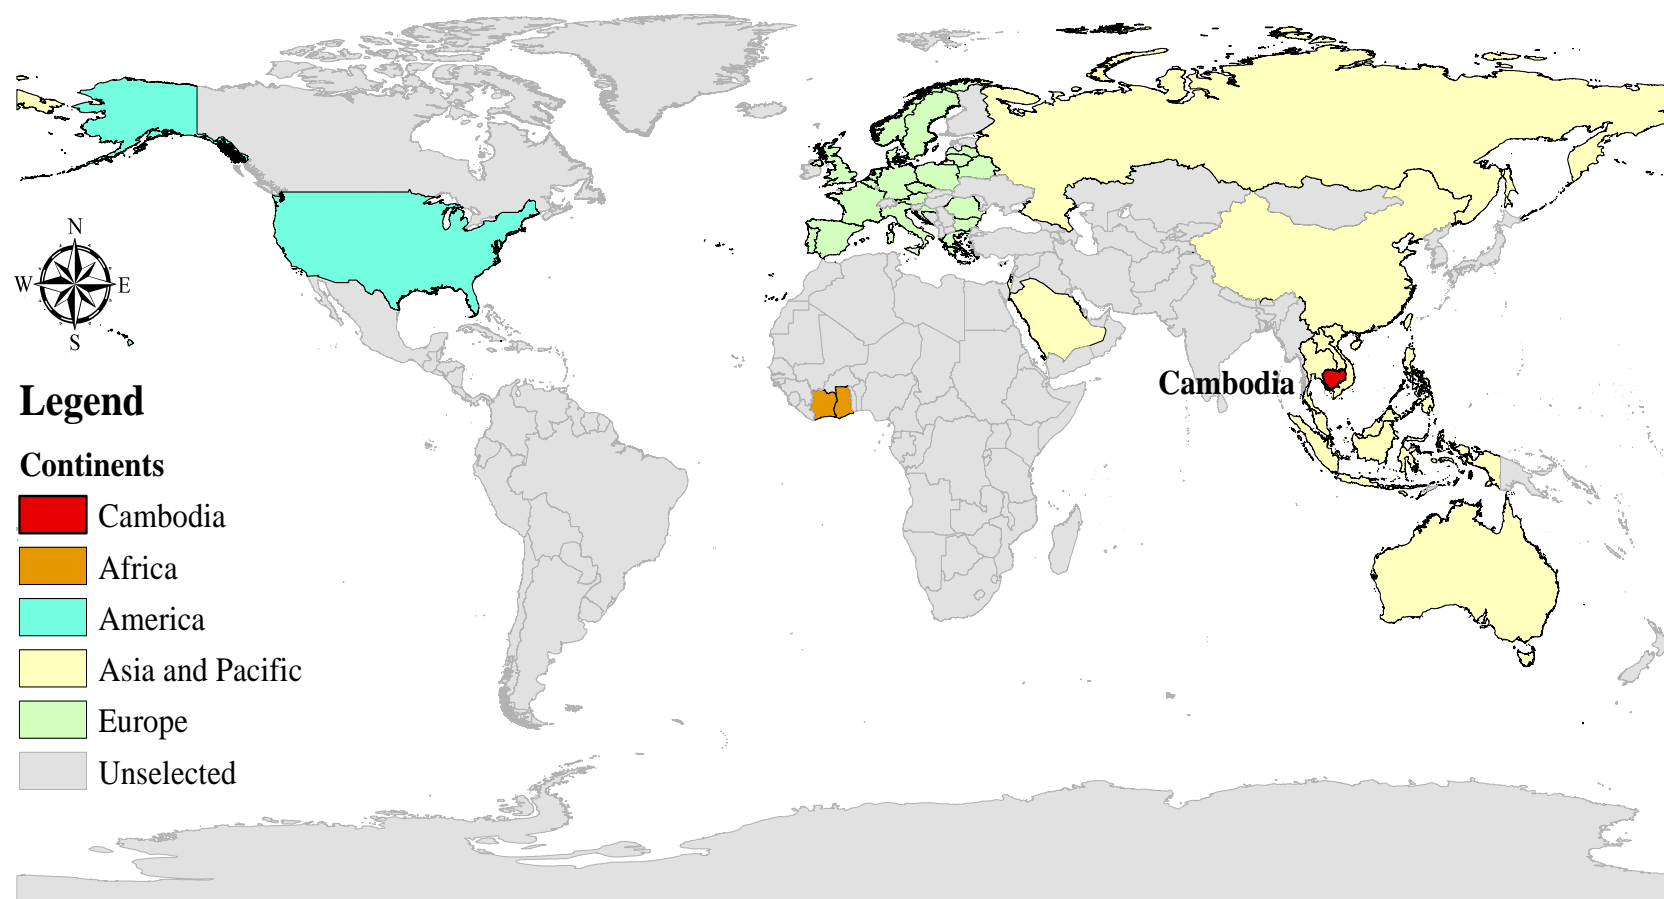 N
W E
S
Cambodia
Legend
Continents
Cambodia
Africa
America
Asia and Pacific
Europe
Unselected